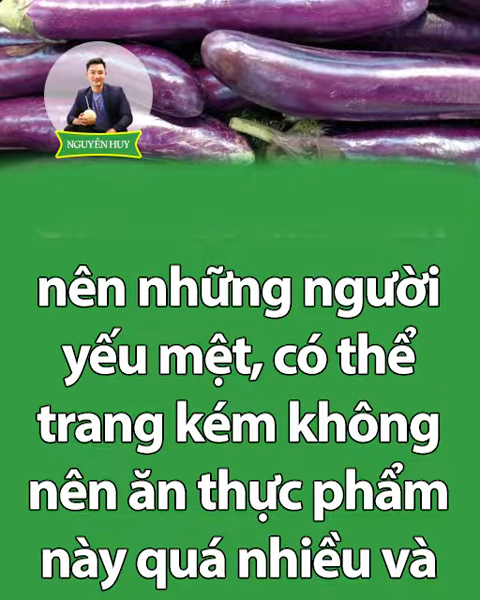 NGUYÊN HUY
nên những người
yếu mệt, có thể
trang kém không
nên ăn thực phẩm
này quá nhiều và